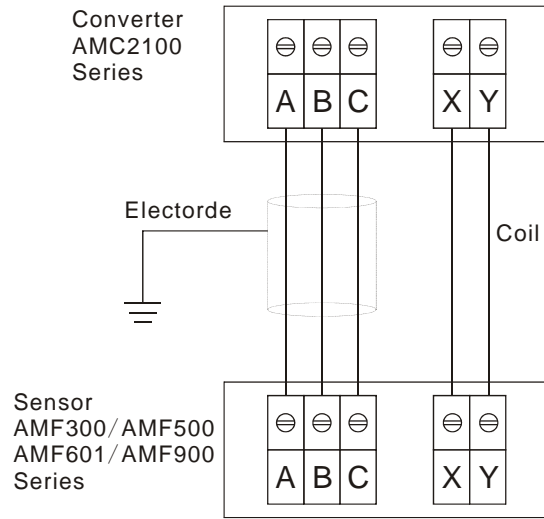 Converter
AMC2100
Series
A B C X Y
Electorde
Coil
Sensor
AMF300/AMF500
AMF601/AMF900
Series
A B C X Y